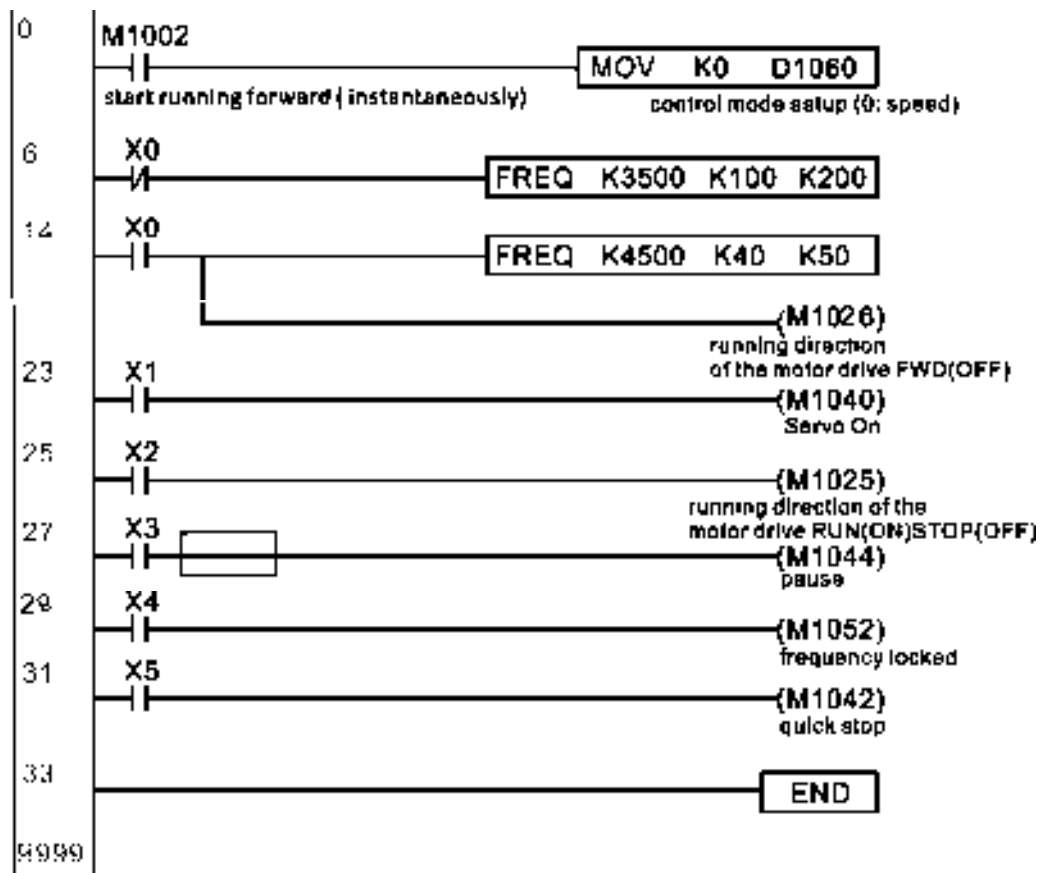 0
M1002
MOV K0 D1060
start running forward ( instantaneously)
control mode setup (0: speed)
6
X0
FREQ K3500 K100 K200
14
X0
FREQ K4500 K40 K50
(M1026)
running direction
of the motor drive FWD(OFF)
23
X1
(M1040)
Servo On
25
X2
(M1025)
running direction of the
motor drive RUN(ON)STOP(OFF)
27
X3
(M1044)
pause
29
X4
(M1052)
frequency locked
31
X5
(M1042)
quick stop
33
END
9999